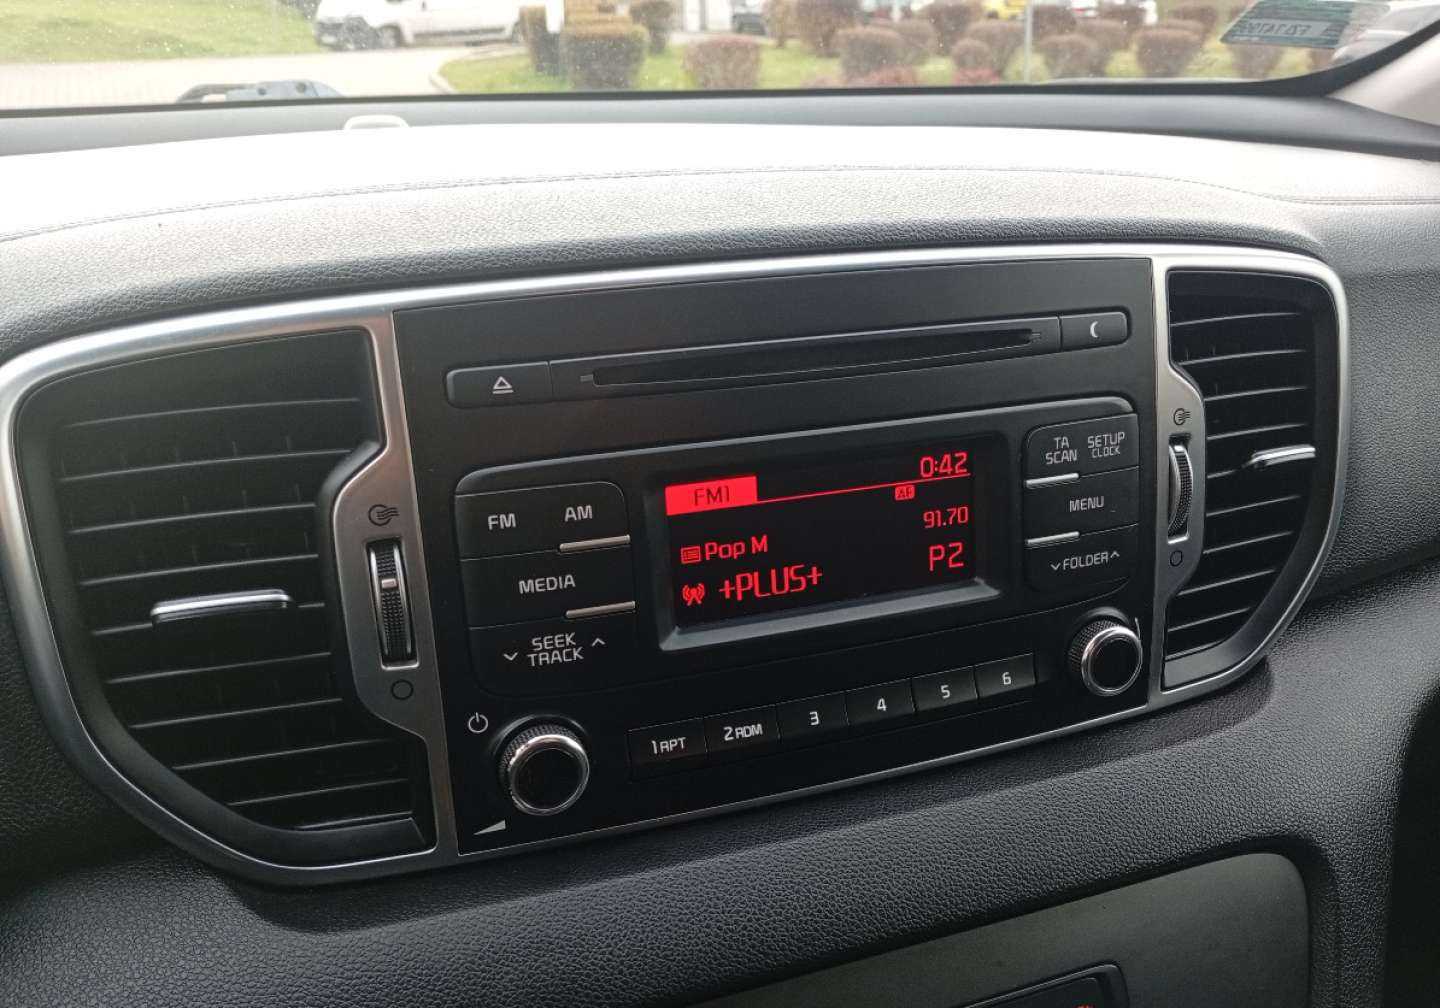 FM1
0:42
AF
Pop M
91.70
+PLUS+
P2
FM
AM
MEDIA
SEEK
TRACK
TA
SCAN
SETUP
CLOCK
MENU
FOLDER
1 RPT
2 RDM
3
4
5
6